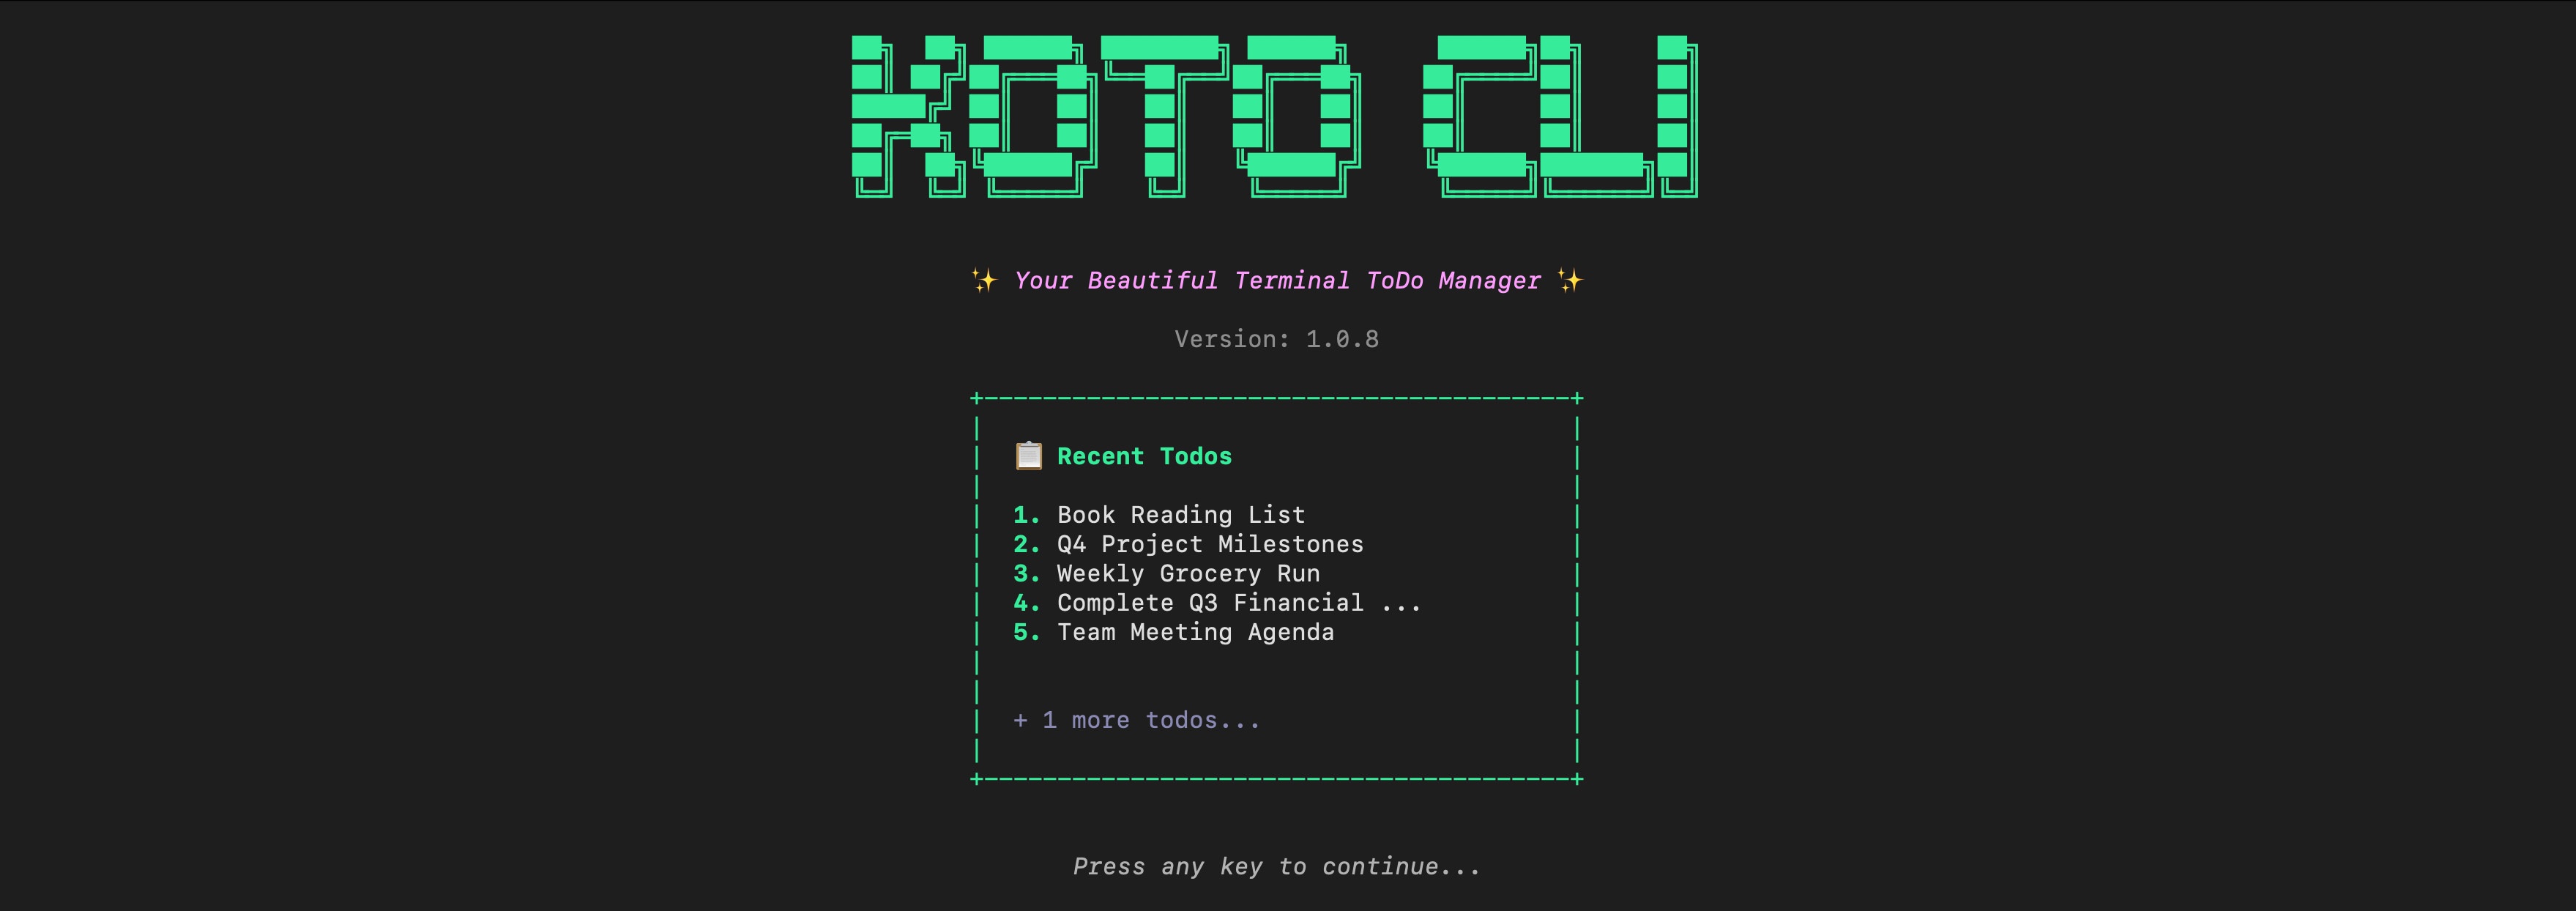 KOTO CLI
✨ Your Beautiful Terminal ToDo Manager ✨
Version: 1.0.8
📋 Recent Todos
1. Book Reading List
2. Q4 Project Milestones
3. Weekly Grocery Run
4. Complete Q3 Financial ...
5. Team Meeting Agenda
+ 1 more todos...
Press any key to continue...